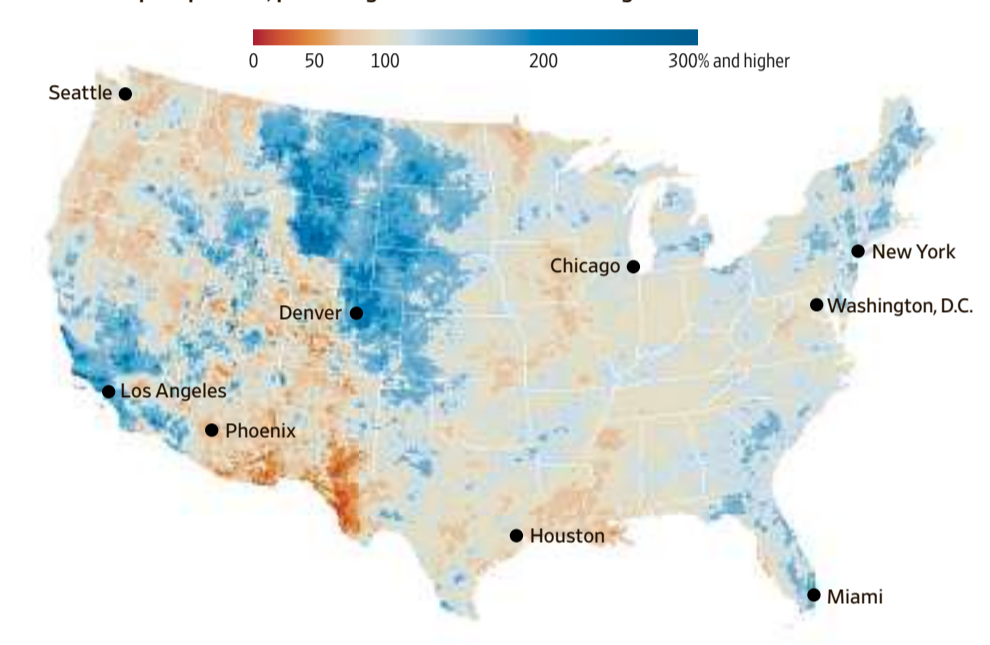 0 50 100 200 300% and higher
Seattle
New York
Chicago
Washington, D.C.
Denver
Los Angeles
Phoenix
Houston
Miami